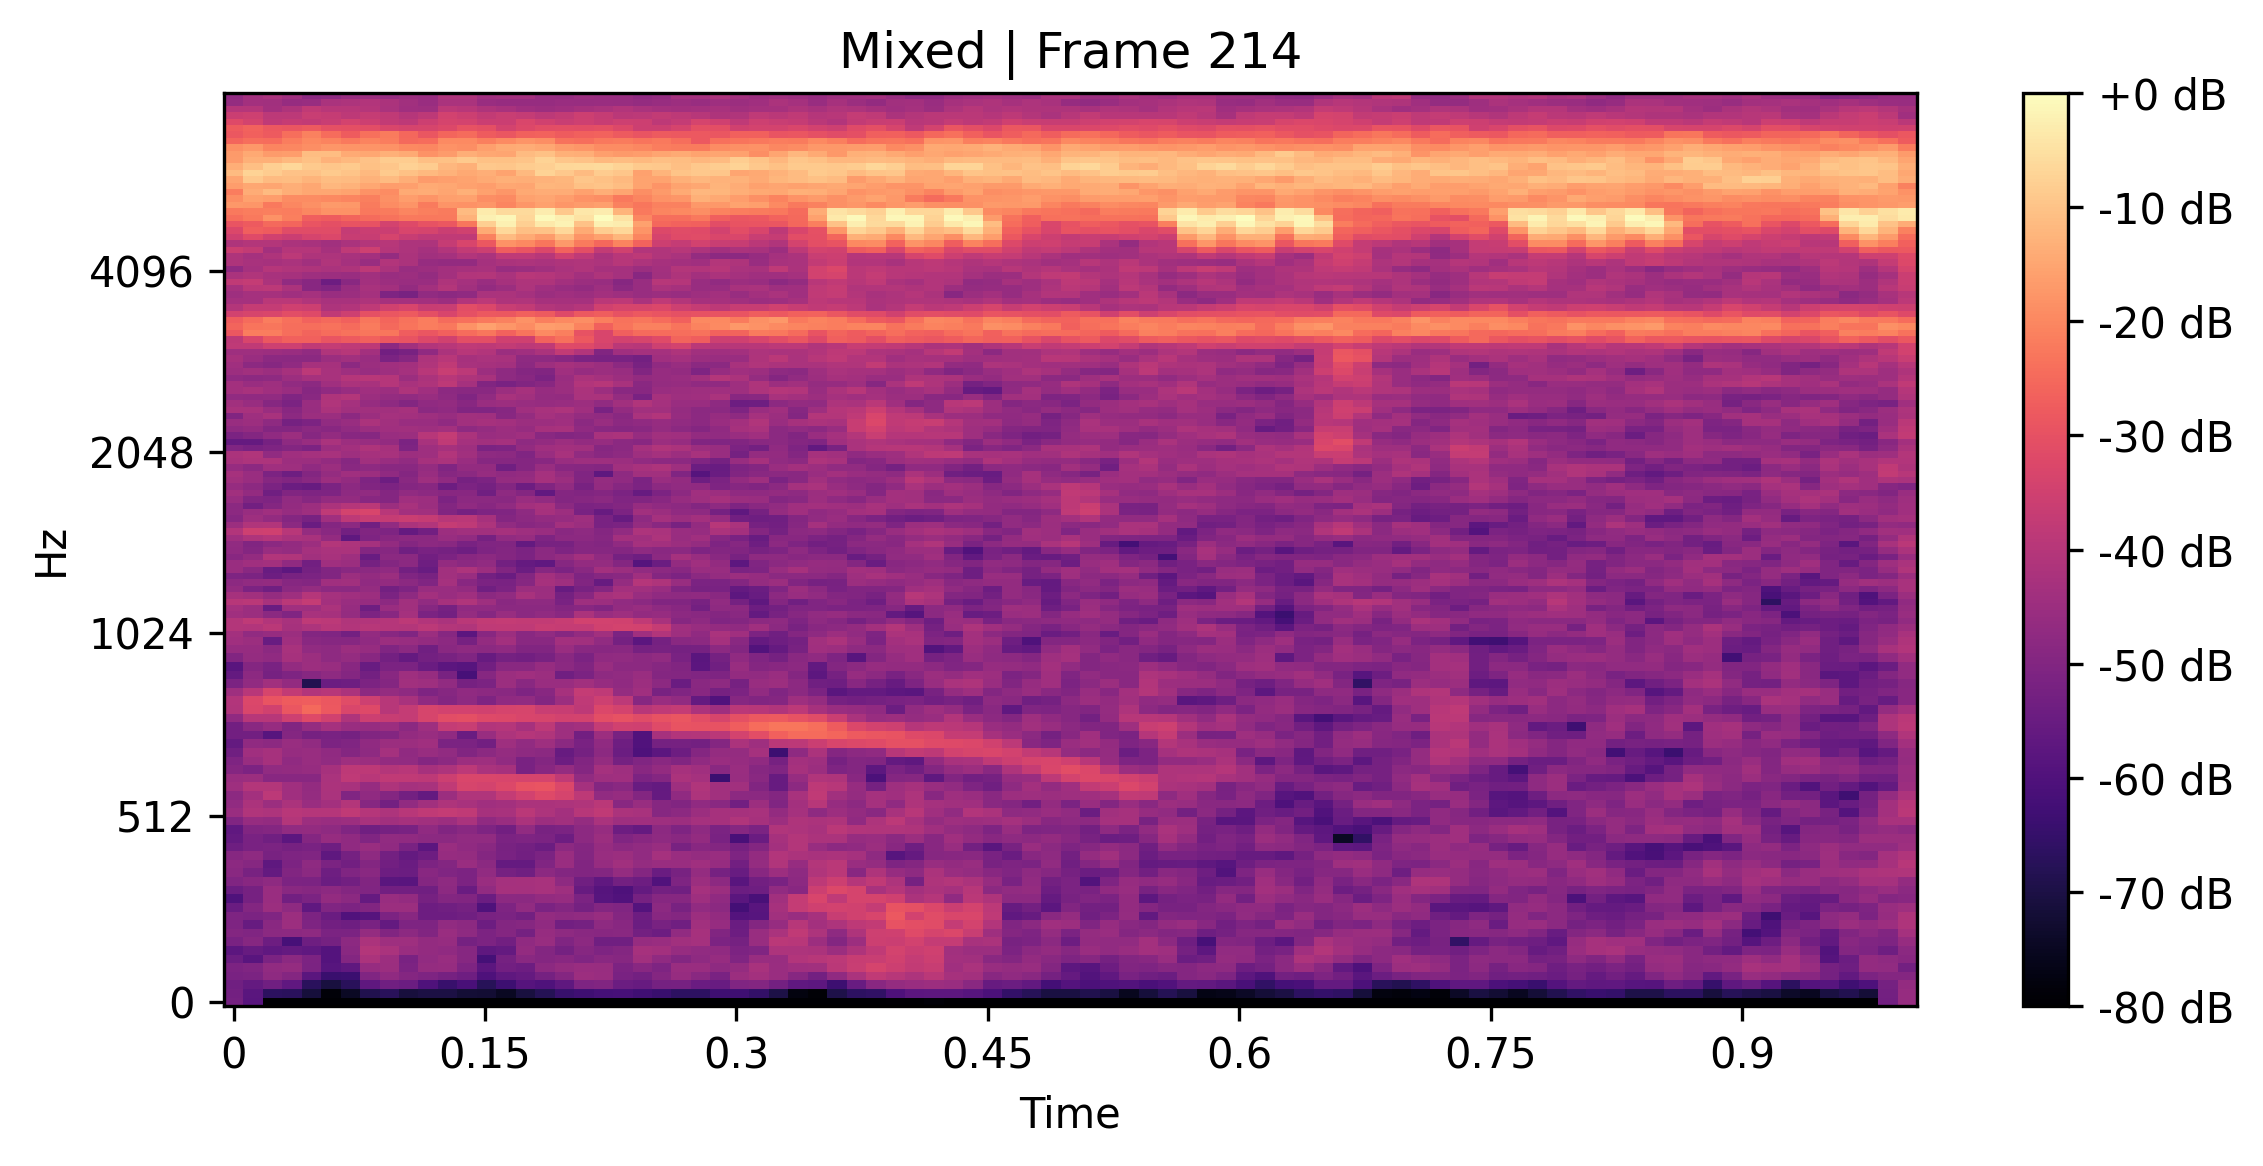 Mixed | Frame 214
+0 dB
-10 dB
-20 dB
-30 dB
-40 dB
-50 dB
-60 dB
-70 dB
-80 dB
4096
2048
1024
512
0
Hz
0 0.15 0.3 0.45 0.6 0.75 0.9
Time